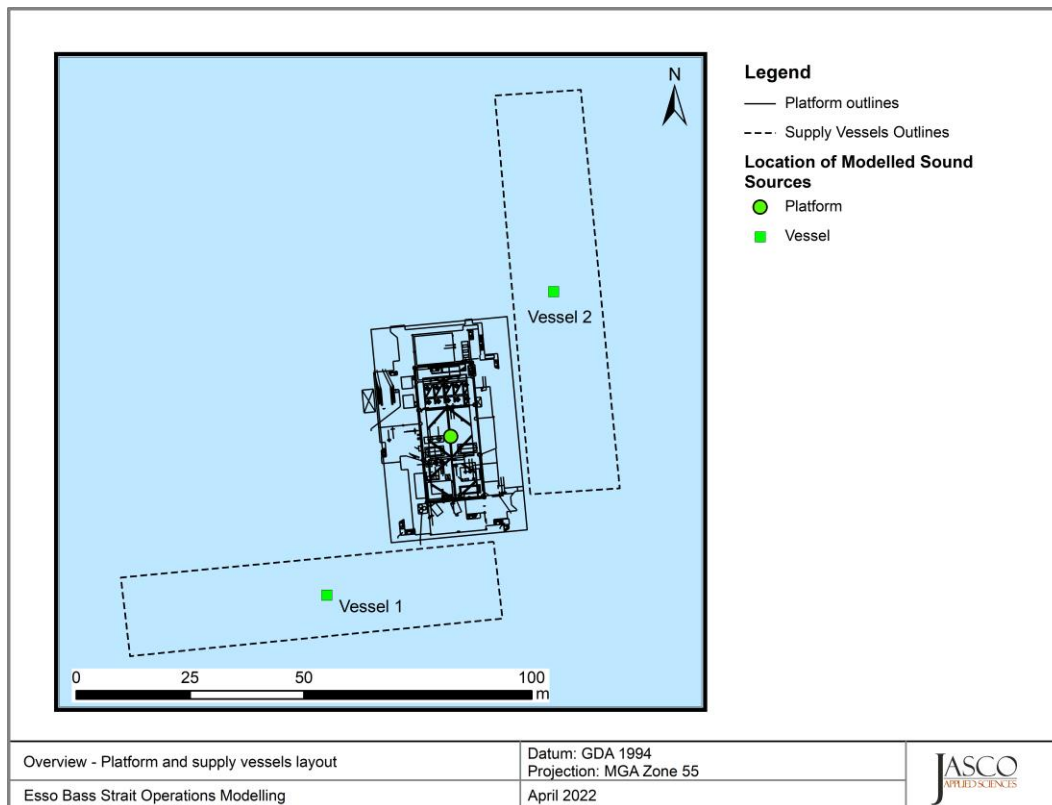 N
Vessel 2
Vessel 1
0 25 50 100
m
Legend
Platform outlines
Supply Vessels Outlines
Location of Modelled Sound
Sources
Platform
Vessel
Overview - Platform and supply vessels layout
Esso Bass Strait Operations Modelling
Datum: GDA 1994
Projection: MGA Zone 55
April 2022
JASCO
APPLIED SCIENCES